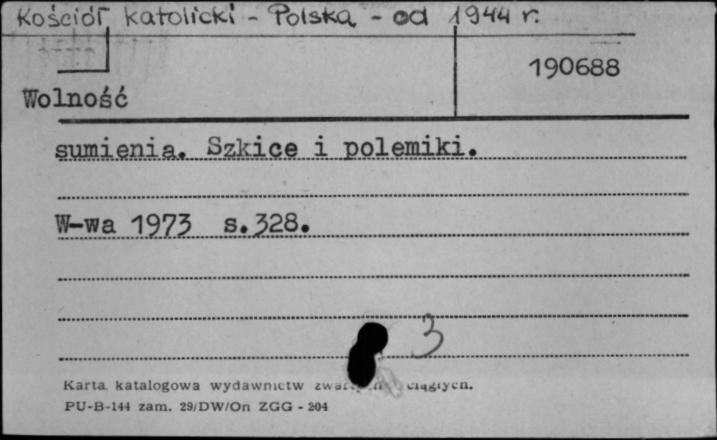 Kościół katolicki - Polska - od 1944 r.
190688
Wolność
sumienia. Szkice i polemiki.
W-wa 1973 s.328.
3
Karta katalogowa wydawnictw ciągłych.
PU-B-144 zam. 29/DW/On ZGG - 204